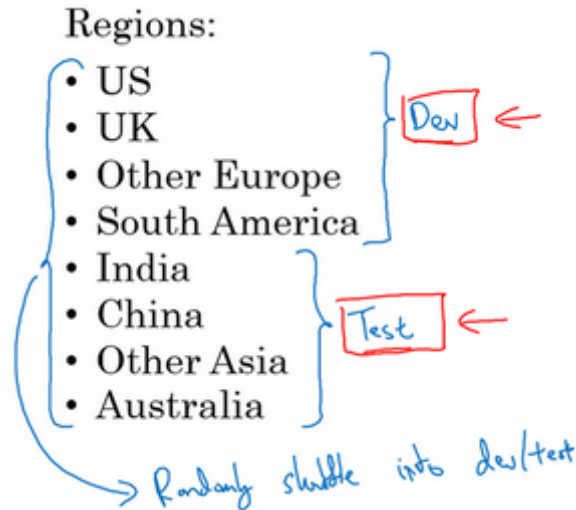 Regions:
• US
• UK
• Other Europe
• South America
Dev
• India
• China
• Other Asia
• Australia
Test
Randomly shuffle into dev/test